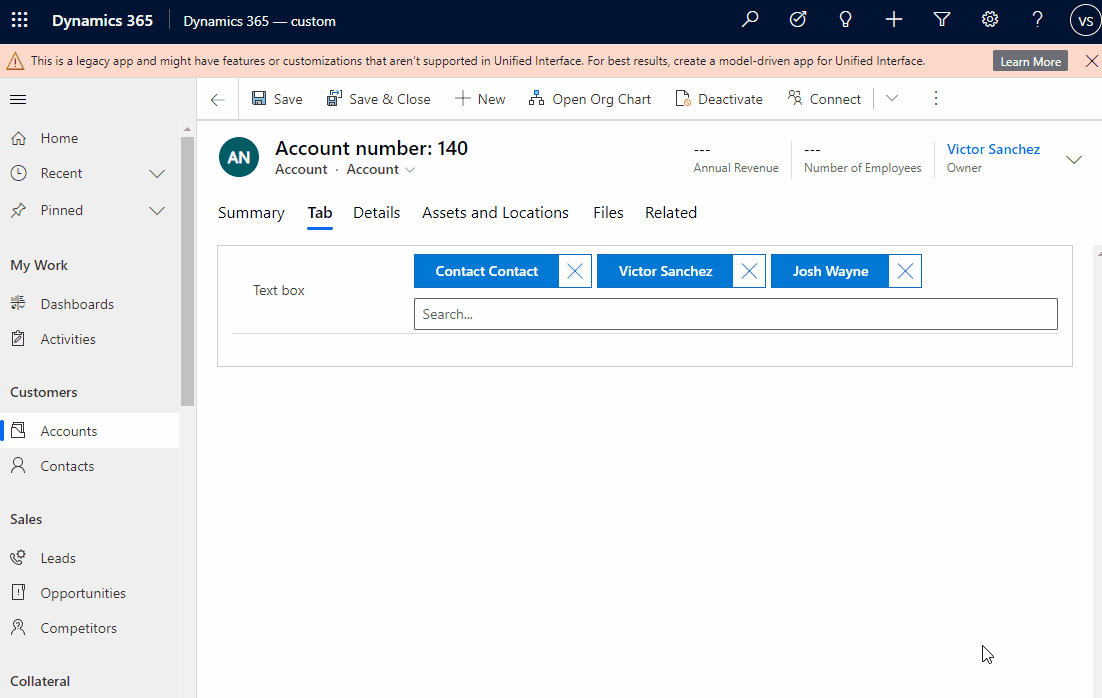 Dynamics 365 Dynamics 365 — custom VS
This is a legacy app and might have features or customizations that aren't supported in Unified Interface. For best results, create a model-driven app for Unified Interface. Learn More
Save Save & Close New Open Org Chart Deactivate Connect
Home
Recent
Pinned
My Work
Dashboards
Activities
Customers
Accounts
Contacts
Sales
Leads
Opportunities
Competitors
Collateral
AN
Account number: 140
Account · Account
---
Annual Revenue
---
Number of Employees
Victor Sanchez
Owner
Summary Tab Details Assets and Locations Files Related
Text box
Contact Contact Victor Sanchez Josh Wayne
Search...